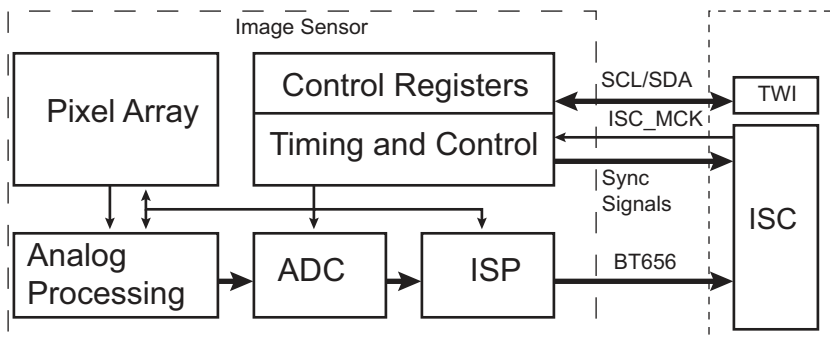 Image Sensor
Pixel Array
Control Registers
Timing and Control
SCL/SDA
TWI
ISC_MCK
Sync
Signals
ISC
Analog
Processing
ADC
ISP
BT656